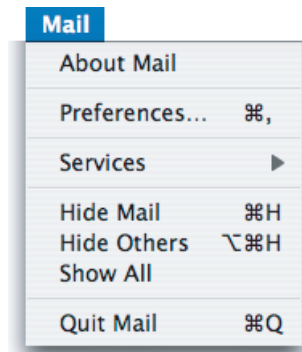 Mail
About Mail
Preferences... ⌘,
Services ▶
Hide Mail ⌘H
Hide Others ⌥⌘H
Show All
Quit Mail ⌘Q